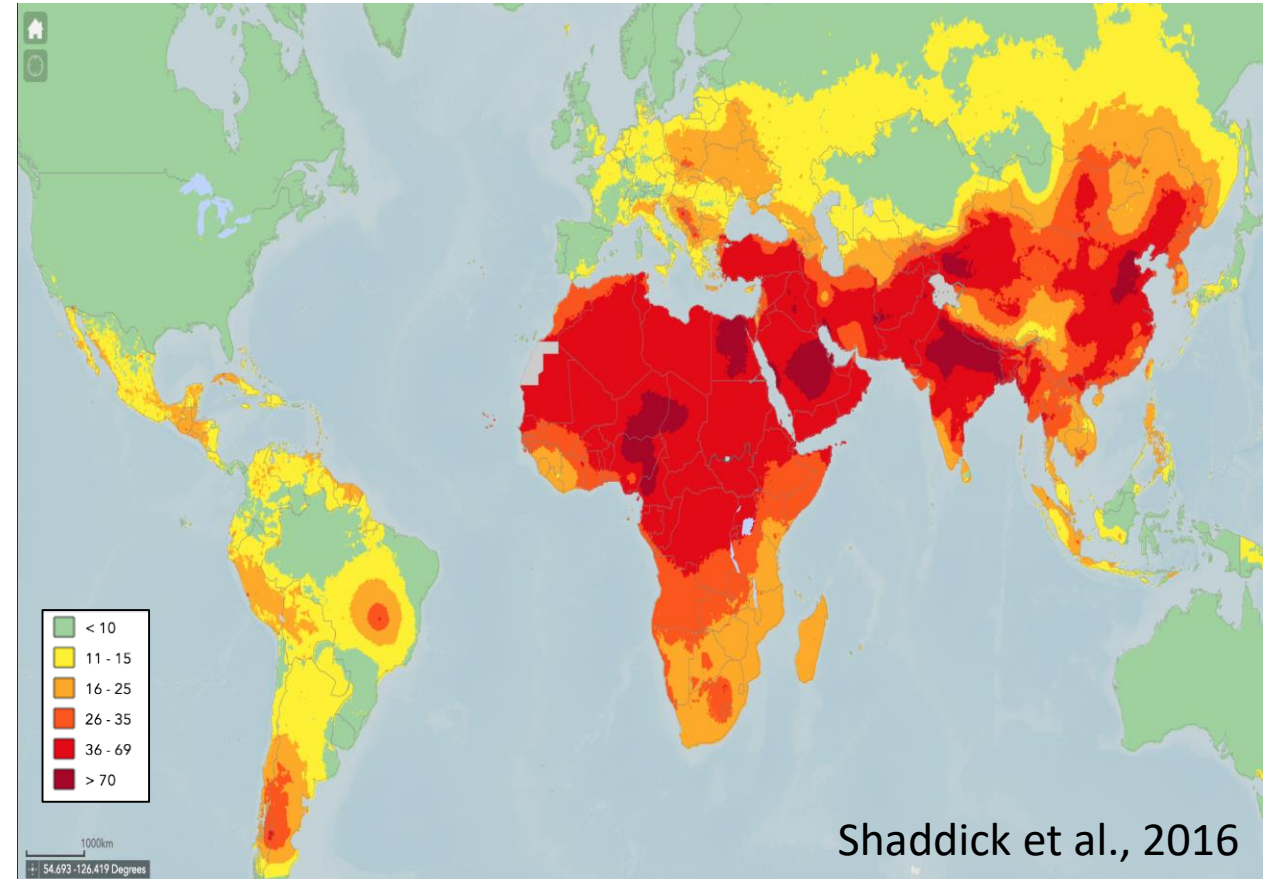 < 10
11 - 15
16 - 25
26 - 35
36 - 69
> 70
1000km
54.693 -126.419 Degrees
Shaddick et al., 2016